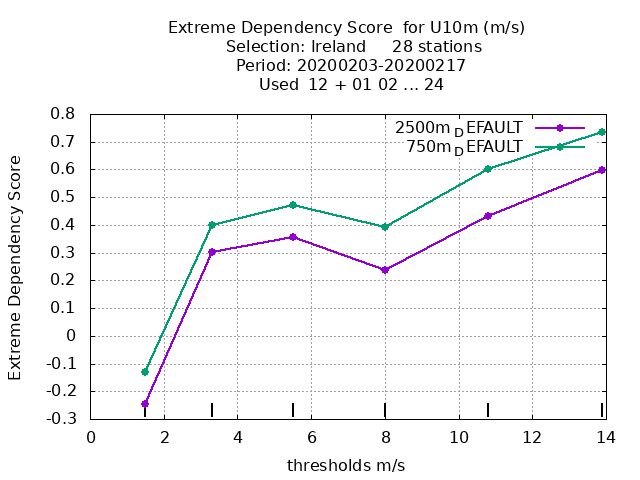 Extreme Dependency Score  for U10m (m/s)
Selection: Ireland     28 stations
Period: 20200203-20200217
Used  12 + 01 02 ... 24
Extreme Dependency Score
0.8
0.7
0.6
0.5
0.4
0.3
0.2
0.1
0
-0.1
-0.2
-0.3
2500mDEFAULT
750mDEFAULT
0 2 4 6 8 10 12 14
thresholds m/s